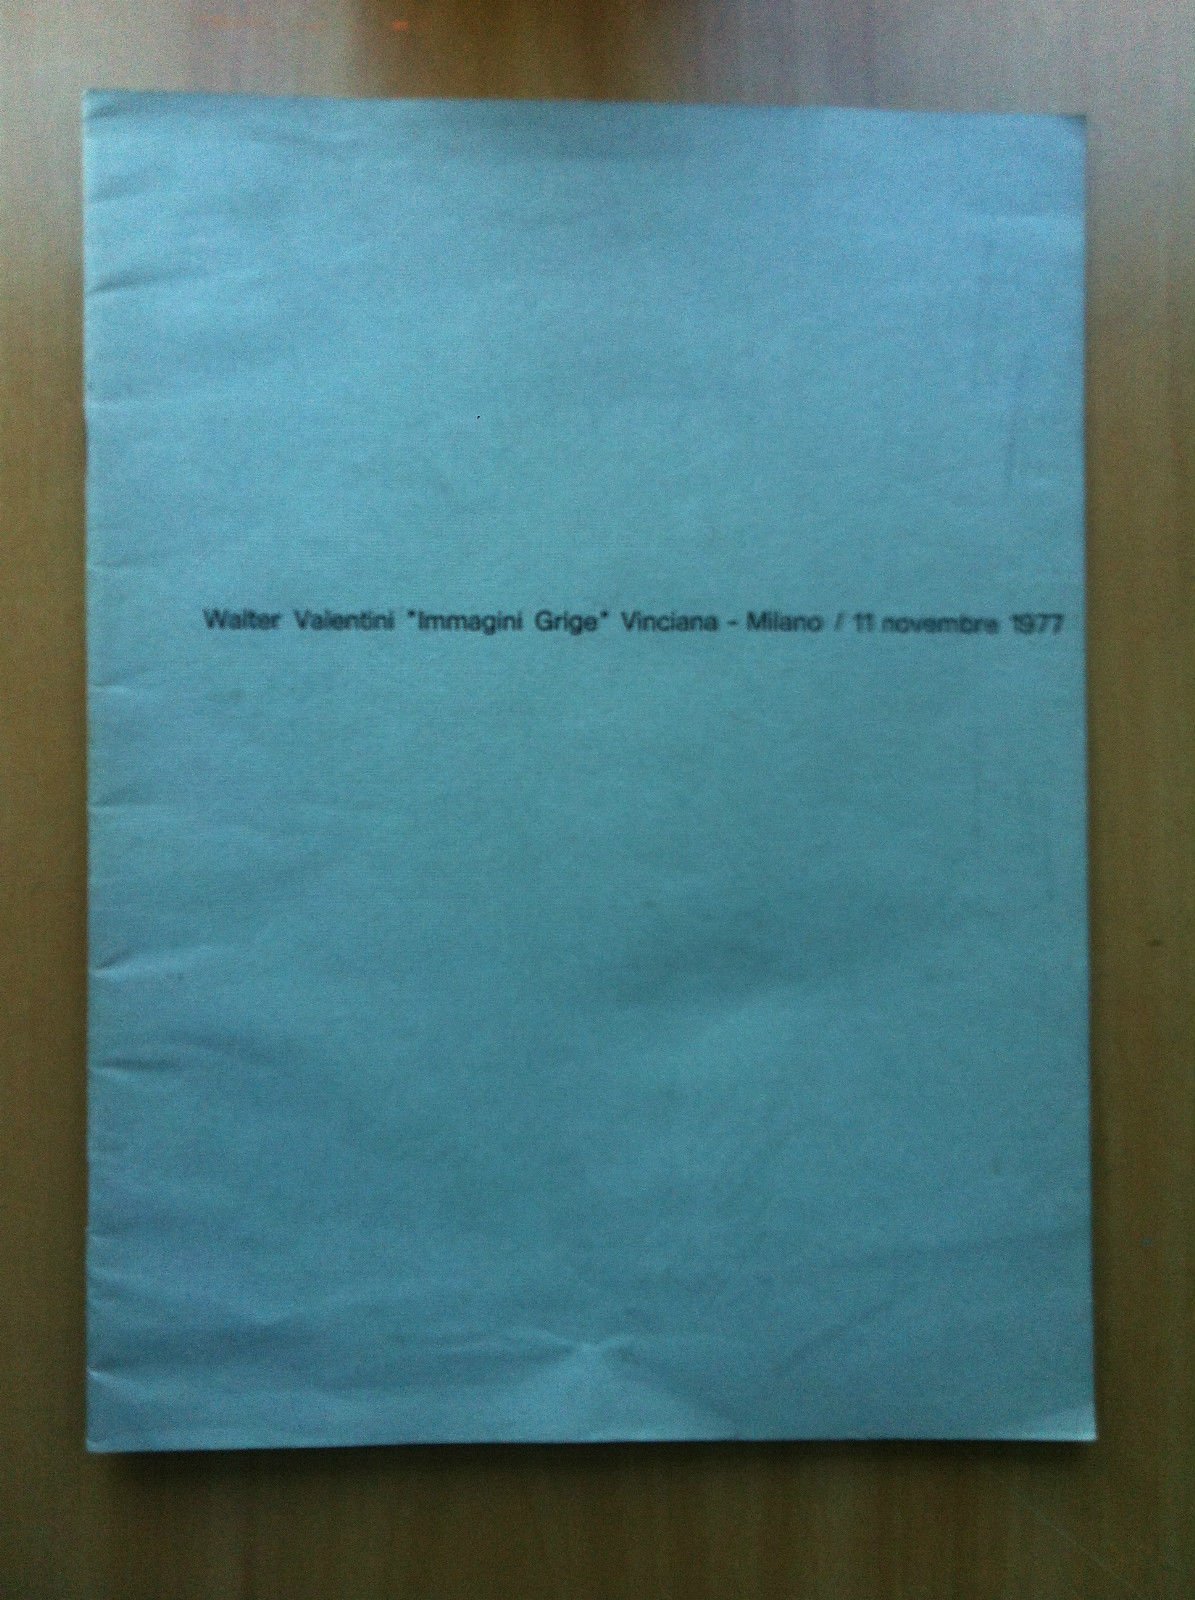 Walter Valentini "Immagini Grige" Vinciana - Milano / 11 novembre 1977